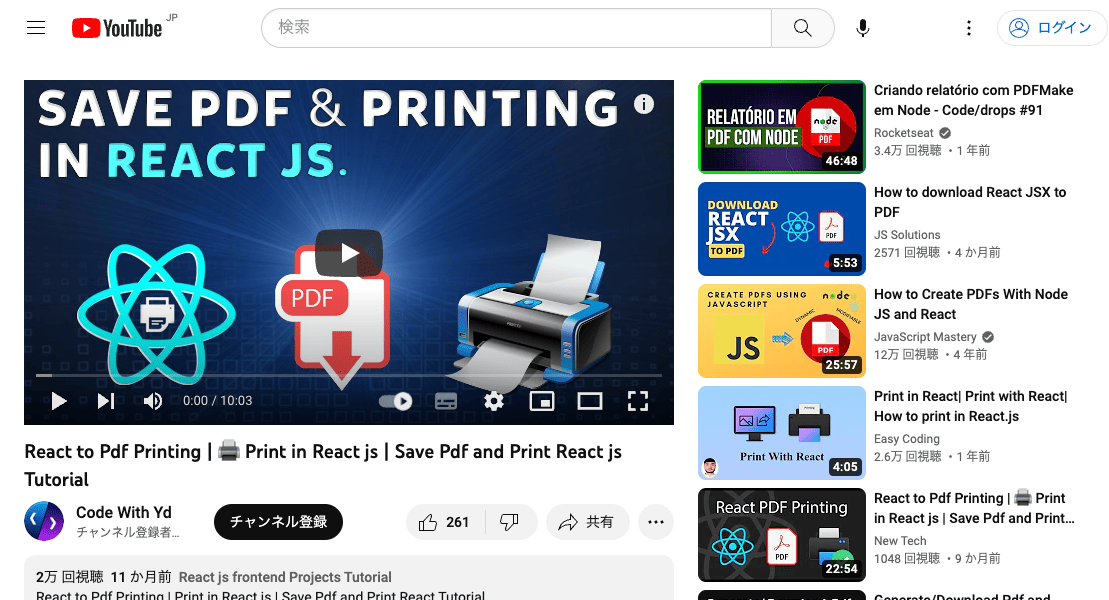 YouTube JP
検索
ログイン
SAVE PDF & PRINTING
IN REACT JS.
PDF
0:00 / 10:03
React to Pdf Printing | 🖨️ Print in React js | Save Pdf and Print React js
Tutorial
Code With Yd
チャンネル登録者...
チャンネル登録
261
共有
2万 回視聴 11 か月前 React js frontend Projects Tutorial
React to Pdf Printing | Print in React js | Save Pdf and Print React Tutorial
RELATÓRIO EM
PDF COM NODE
node
PDF
46:48
Criando relatório com PDFMake
em Node - Code/drops #91
Rocketseat
3.4万 回視聴 ・1 年前
DOWNLOAD
REACT
JSX
TO PDF
PDF
5:53
How to download React JSX to
PDF
JS Solutions
2571 回視聴 ・4 か月前
CREATE PDFS USING
JAVASCRIPT
node
DYNAMIC
MODIFIABLE
JS
PDF
25:57
How to Create PDFs With Node
JS and React
JavaScript Mastery
12万 回視聴 ・4 年前
Print With React
4:05
Print in React| Print with React|
How to print in React.js
Easy Coding
2.6万 回視聴 ・1 年前
React PDF Printing
PDF
22:54
React to Pdf Printing | 🖨️ Print
in React js | Save Pdf and Print...
New Tech
1048 回視聴 ・9 か月前
Generate/Download Pdf and